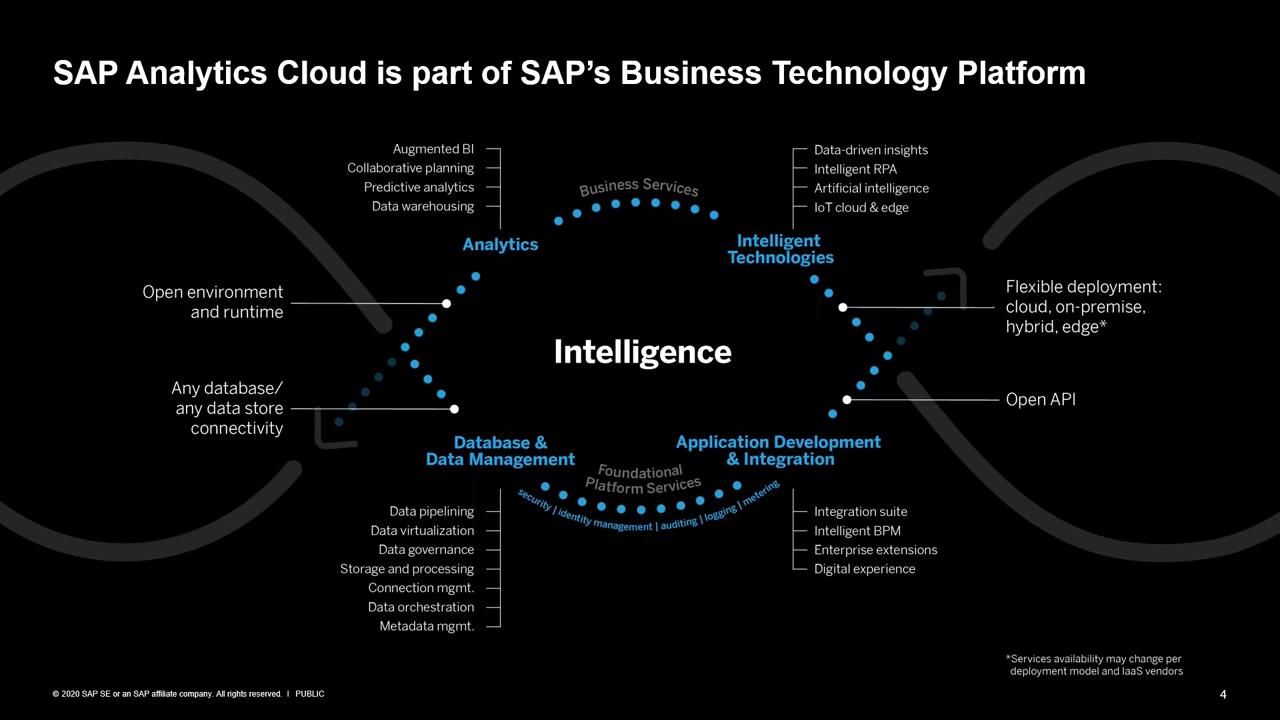 SAP Analytics Cloud is part of SAP’s Business Technology Platform
Augmented BI
Collaborative planning
Predictive analytics
Data warehousing
Analytics
Business Services
Data-driven insights
Intelligent RPA
Artificial intelligence
IoT cloud & edge
Intelligent
Technologies
Open environment
and runtime
Flexible deployment:
cloud, on-premise,
hybrid, edge*
Intelligence
Any database/
any data store
connectivity
Open API
Database &
Data Management
Application Development
& Integration
Foundational
Platform Services
security | identity management | auditing | logging | metering
Data pipelining
Data virtualization
Data governance
Storage and processing
Connection mgmt.
Data orchestration
Metadata mgmt.
Integration suite
Intelligent BPM
Enterprise extensions
Digital experience
*Services availability may change per
deployment model and IaaS vendors
© 2020 SAP SE or an SAP affiliate company. All rights reserved. | PUBLIC
4